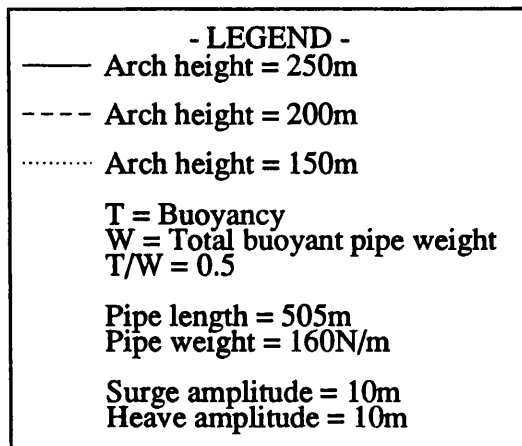 - LEGEND -
Arch height = 250m
Arch height = 200m
Arch height = 150m
T = Buoyancy
W = Total buoyant pipe weight
T/W = 0.5
Pipe length = 505m
Pipe weight = 160N/m
Surge amplitude = 10m
Heave amplitude = 10m